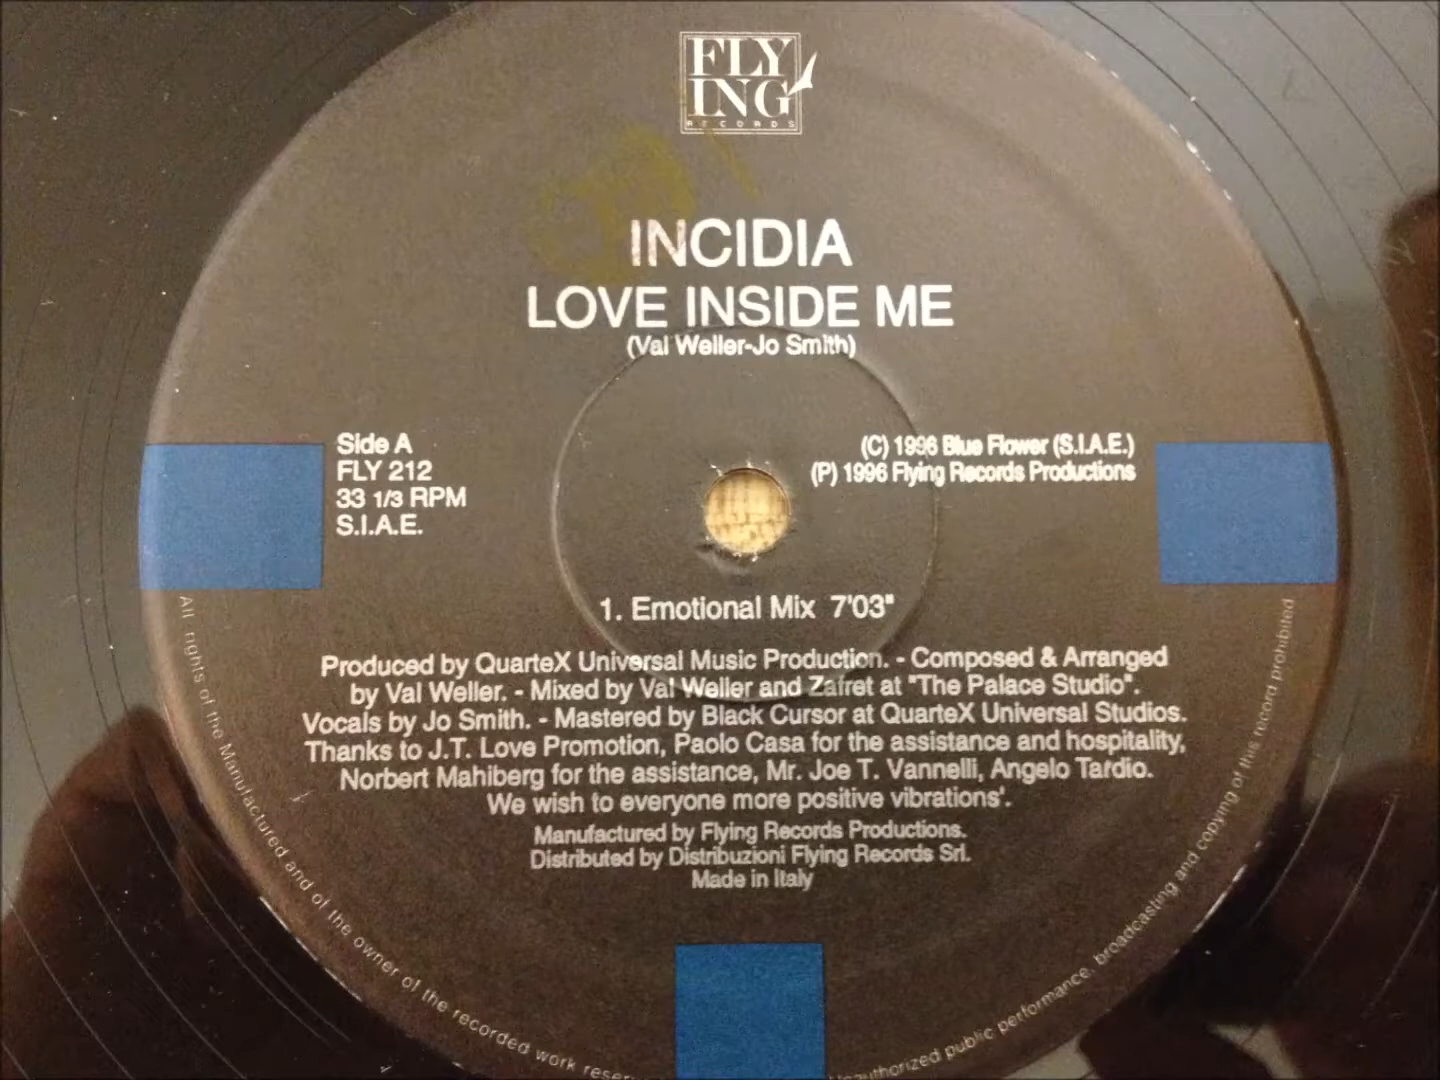 FLY
ING
RECORDS
INCIDIA
LOVE INSIDE ME
(Val Weller-Jo Smith)
Side A
FLY 212
33 1/3 RPM
S.I.A.E.
(C) 1996 Blue Flower (S.I.A.E.)
(P) 1996 Flying Records Productions
1. Emotional Mix 7'03"
Produced by QuarteX Universal Music Production. - Composed & Arranged
by Val Weller. - Mixed by Val Weller and Zafret at "The Palace Studio".
Vocals by Jo Smith. - Mastered by Black Cursor at QuarteX Universal Studios.
Thanks to J.T. Love Promotion, Paolo Casa for the assistance and hospitality,
Norbert Mahlberg for the assistance, Mr. Joe T. Vannelli, Angelo Tardio.
We wish to everyone more positive vibrations'.
Manufactured by Flying Records Productions.
Distributed by Distribuzioni Flying Records Srl.
Made in Italy
All rights of the Manufactured and of the owner of the recorded work
public performance, broadcasting and copying of this record prohibited